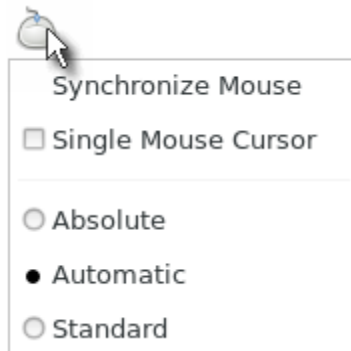 Synchronize Mouse
Single Mouse Cursor
Absolute
Automatic
Standard